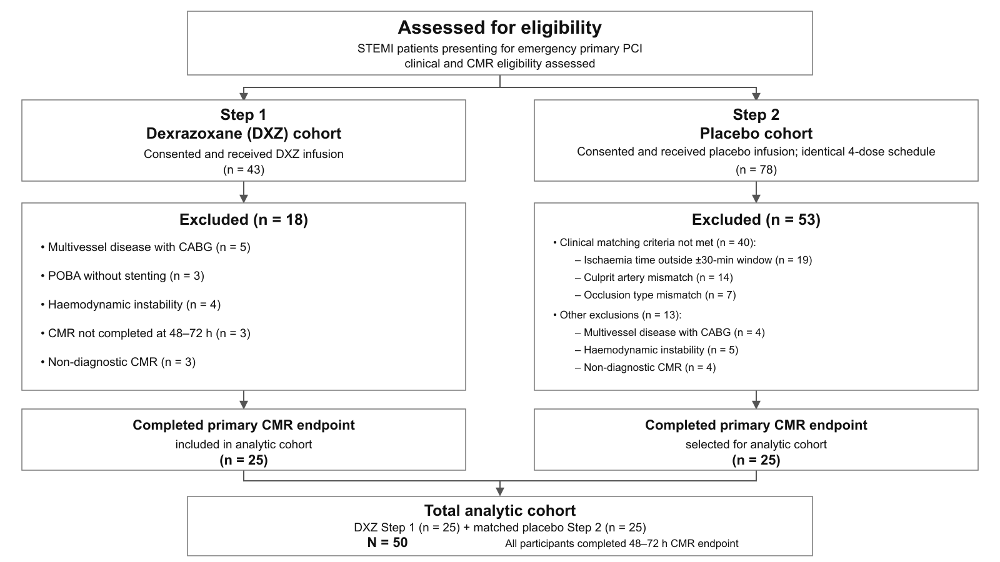 Assessed for eligibility
STEMI patients presenting for emergency primary PCI
clinical and CMR eligibility assessed
Step 1
Dexrazoxane (DXZ) cohort
Consented and received DXZ infusion
(n = 43)
Step 2
Placebo cohort
Consented and received placebo infusion; identical 4-dose schedule
(n = 78)
Excluded (n = 18)
• Multivessel disease with CABG (n = 5)
• POBA without stenting (n = 3)
• Haemodynamic instability (n = 4)
• CMR not completed at 48–72 h (n = 3)
• Non-diagnostic CMR (n = 3)
Excluded (n = 53)
• Clinical matching criteria not met (n = 40):
– Ischaemia time outside ±30-min window (n = 19)
– Culprit artery mismatch (n = 14)
– Occlusion type mismatch (n = 7)
• Other exclusions (n = 13):
– Multivessel disease with CABG (n = 4)
– Haemodynamic instability (n = 5)
– Non-diagnostic CMR (n = 4)
Completed primary CMR endpoint
included in analytic cohort
(n = 25)
Completed primary CMR endpoint
selected for analytic cohort
(n = 25)
Total analytic cohort
DXZ Step 1 (n = 25) + matched placebo Step 2 (n = 25)
N = 50 All participants completed 48–72 h CMR endpoint